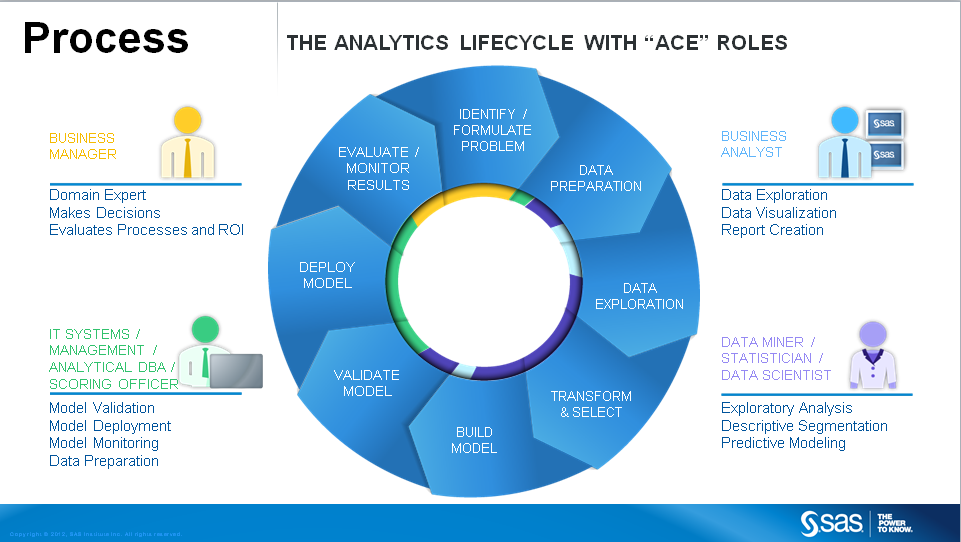 Process
THE ANALYTICS LIFECYCLE WITH “ACE” ROLES
BUSINESS
MANAGER
Domain Expert
Makes Decisions
Evaluates Processes and ROI
IT SYSTEMS /
MANAGEMENT /
ANALYTICAL DBA /
SCORING OFFICER
Model Validation
Model Deployment
Model Monitoring
Data Preparation
IDENTIFY /
FORMULATE
PROBLEM
DATA
PREPARATION
DATA
EXPLORATION
TRANSFORM
& SELECT
BUILD
MODEL
VALIDATE
MODEL
DEPLOY
MODEL
EVALUATE /
MONITOR
RESULTS
BUSINESS
ANALYST
sas
sas
Data Exploration
Data Visualization
Report Creation
DATA MINER /
STATISTICIAN /
DATA SCIENTIST
Exploratory Analysis
Descriptive Segmentation
Predictive Modeling
Copyright © 2012, SAS Institute Inc. All rights reserved.
sas
THE
POWER
TO KNOW.